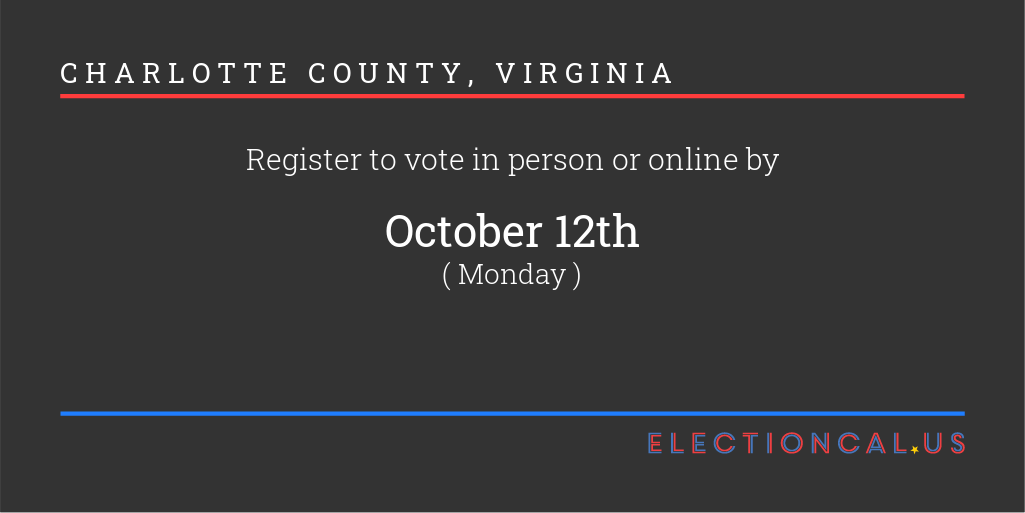 CHARLOTTE COUNTY, VIRGINIA
Register to vote in person or online by
October 12th
( Monday )
ELECTIONCAL.US